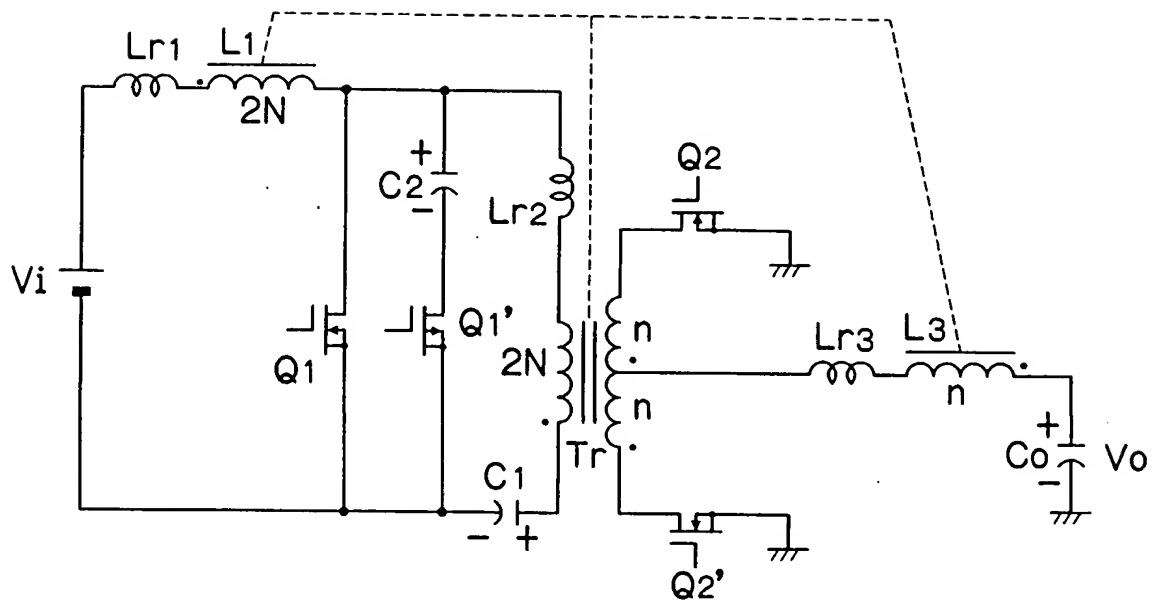 Lr1
L1
2N
Q2
+
C2
-
Lr2
Vi
Q1
Q1'
2N
n
n
Tr
Lr3
L3
n
+
Co
-
Vo
C1
-
+
Q2'